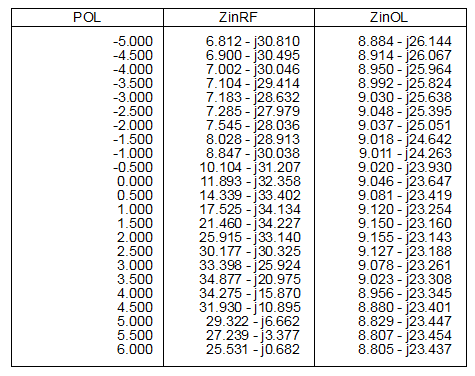 POL ZinRF ZinOL
-5.000 6.812 - j30.810 8.884 - j26.144
-4.500 6.900 - j30.495 8.914 - j26.067
-4.000 7.002 - j30.046 8.950 - j25.964
-3.500 7.104 - j29.414 8.992 - j25.824
-3.000 7.183 - j28.632 9.030 - j25.638
-2.500 7.285 - j27.979 9.048 - j25.395
-2.000 7.545 - j28.036 9.037 - j25.051
-1.500 8.028 - j28.913 9.018 - j24.642
-1.000 8.847 - j30.038 9.011 - j24.263
-0.500 10.104 - j31.207 9.020 - j23.930
0.000 11.893 - j32.358 9.046 - j23.647
0.500 14.339 - j33.402 9.081 - j23.419
1.000 17.525 - j34.134 9.120 - j23.254
1.500 21.460 - j34.227 9.150 - j23.160
2.000 25.915 - j33.140 9.155 - j23.143
2.500 30.177 - j30.325 9.127 - j23.188
3.000 33.398 - j25.924 9.078 - j23.261
3.500 34.877 - j20.975 9.023 - j23.308
4.000 34.275 - j15.870 8.956 - j23.345
4.500 31.930 - j10.895 8.880 - j23.401
5.000 29.322 - j6.662 8.829 - j23.447
5.500 27.239 - j3.377 8.807 - j23.454
6.000 25.531 - j0.682 8.805 - j23.437